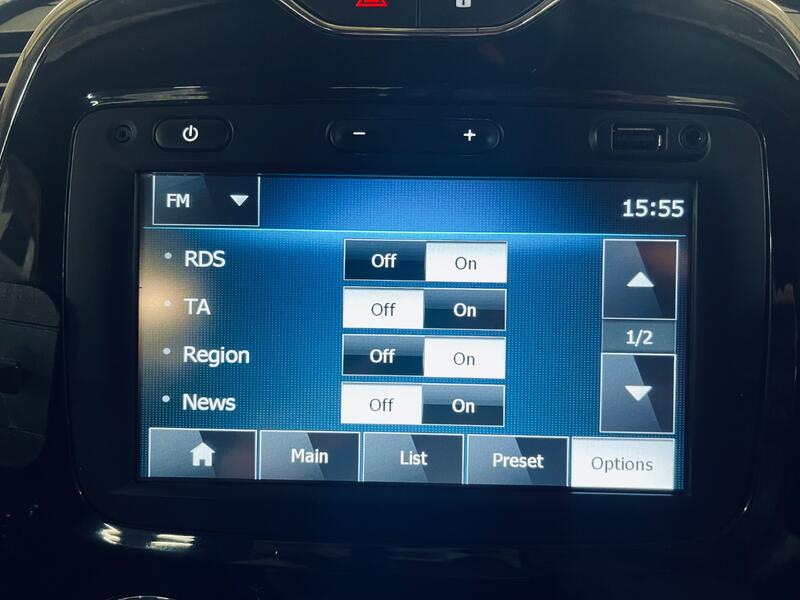 − +
FM 15:55
RDS Off On
TA Off On
1/2
Region Off On
News Off On
Main List Preset Options